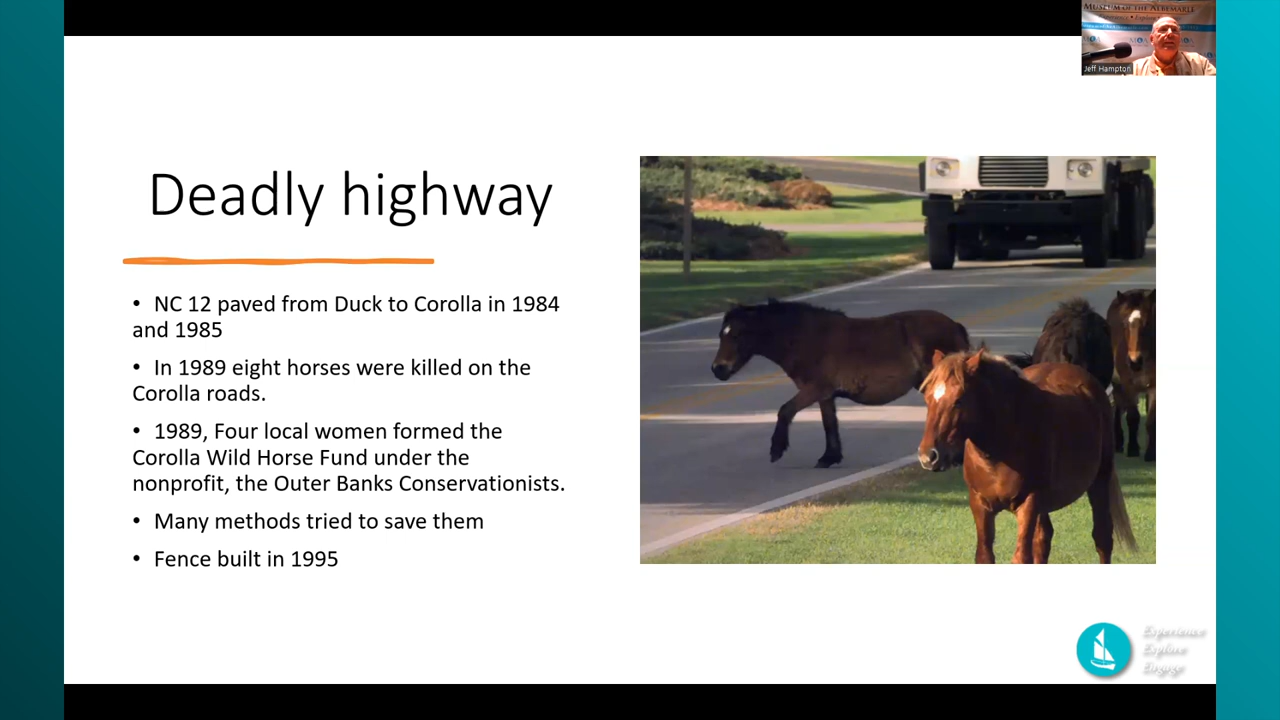 MUSEUM OF THE ALBEMARLE
Jeff Hampton
Deadly highway
• NC 12 paved from Duck to Corolla in 1984
and 1985
• In 1989 eight horses were killed on the
Corolla roads.
• 1989, Four local women formed the
Corolla Wild Horse Fund under the
nonprofit, the Outer Banks Conservationists.
• Many methods tried to save them
• Fence built in 1995
Experience
Explore
Engage